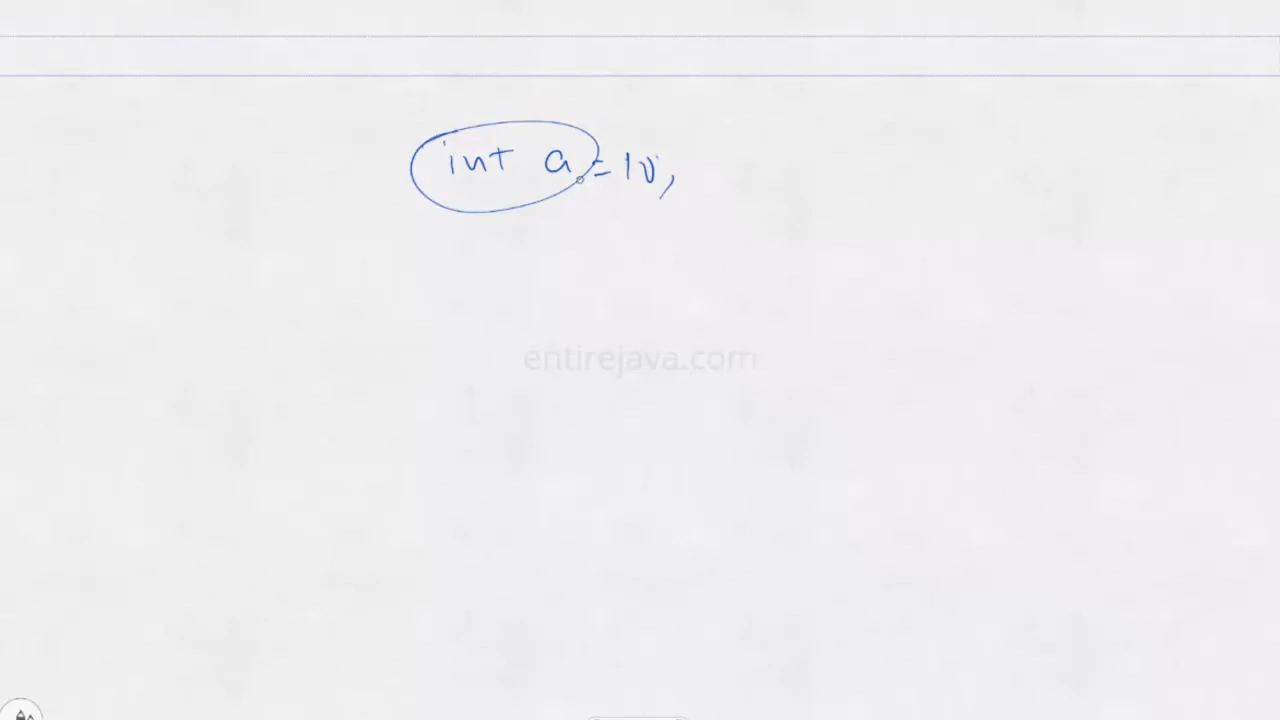 int a = 10;
entirejava.com